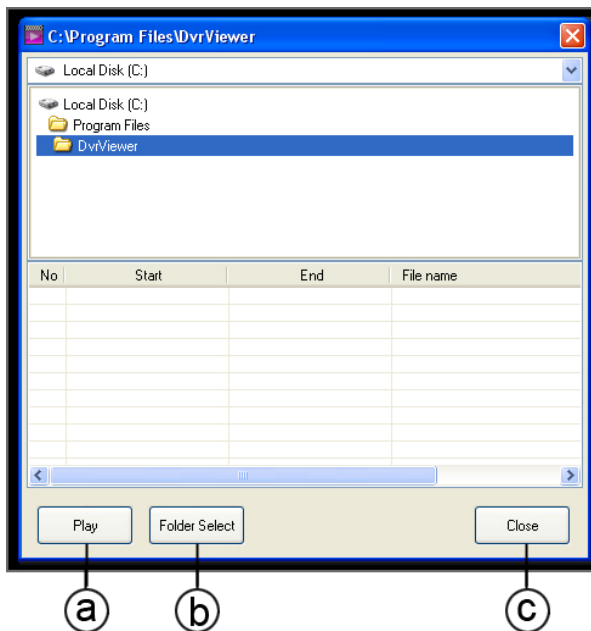 C:\Program Files\DvrViewer
Local Disk (C:)
Local Disk (C:)
Program Files
DvrViewer
No Start End File name
Play Folder Select Close
a b c